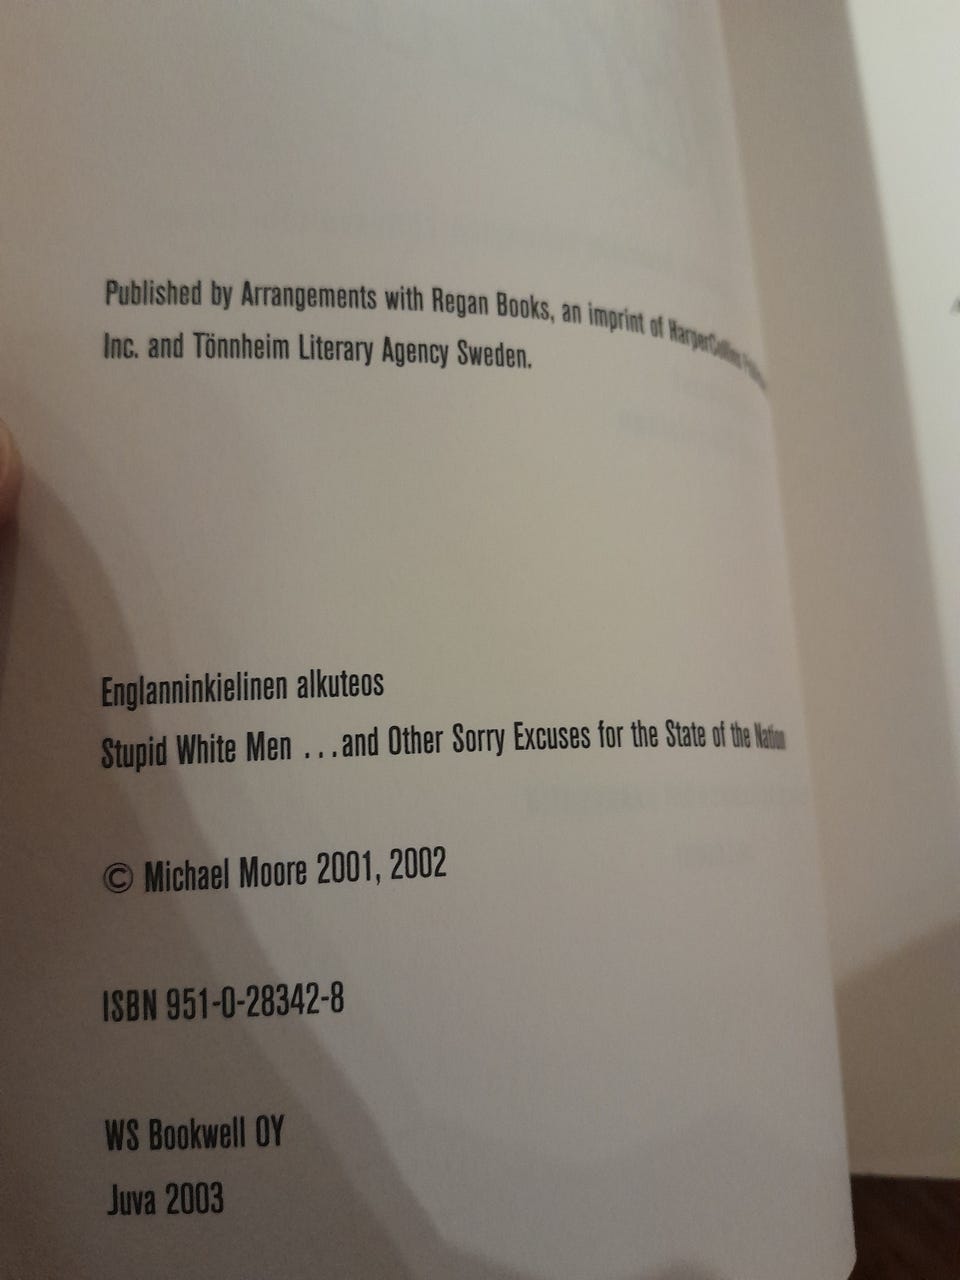 Published by Arrangements with Regan Books, an imprint of HarperCollins
Inc. and Tönnheim Literary Agency Sweden.
Englanninkielinen alkuteos
Stupid White Men ...and Other Sorry Excuses for the State of the Nation
© Michael Moore 2001, 2002
ISBN 951-0-28342-8
WS Bookwell OY
Juva 2003